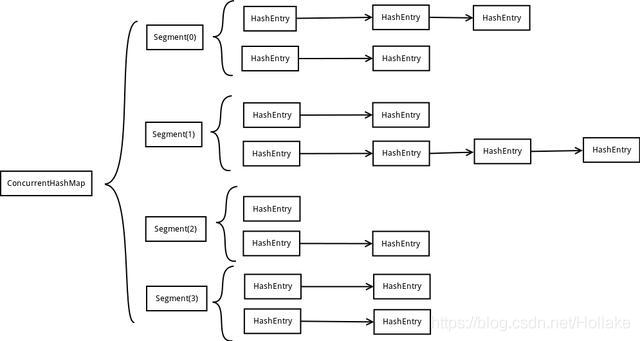 HashEntry HashEntry HashEntry
Segment(0)
HashEntry HashEntry
HashEntry HashEntry
Segment(1)
HashEntry HashEntry HashEntry HashEntry
ConcurrentHashMap
HashEntry
Segment(2)
HashEntry HashEntry
HashEntry HashEntry
Segment(3)
HashEntry HashEntry
https://blog.csdn.net/Hollake